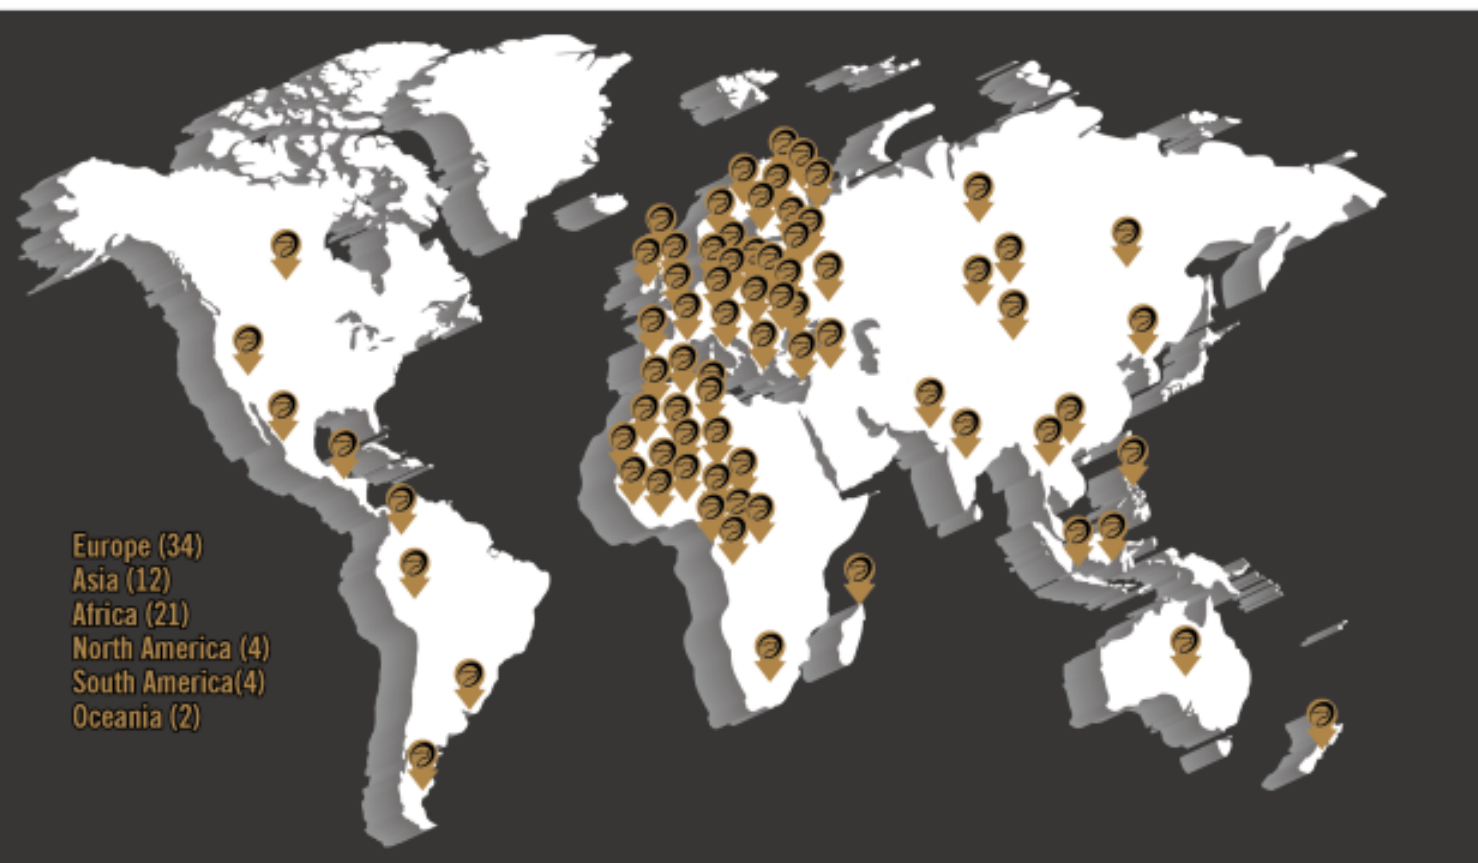 Europe (34)
Asia (12)
Africa (21)
North America (4)
South America(4)
Oceania (2)